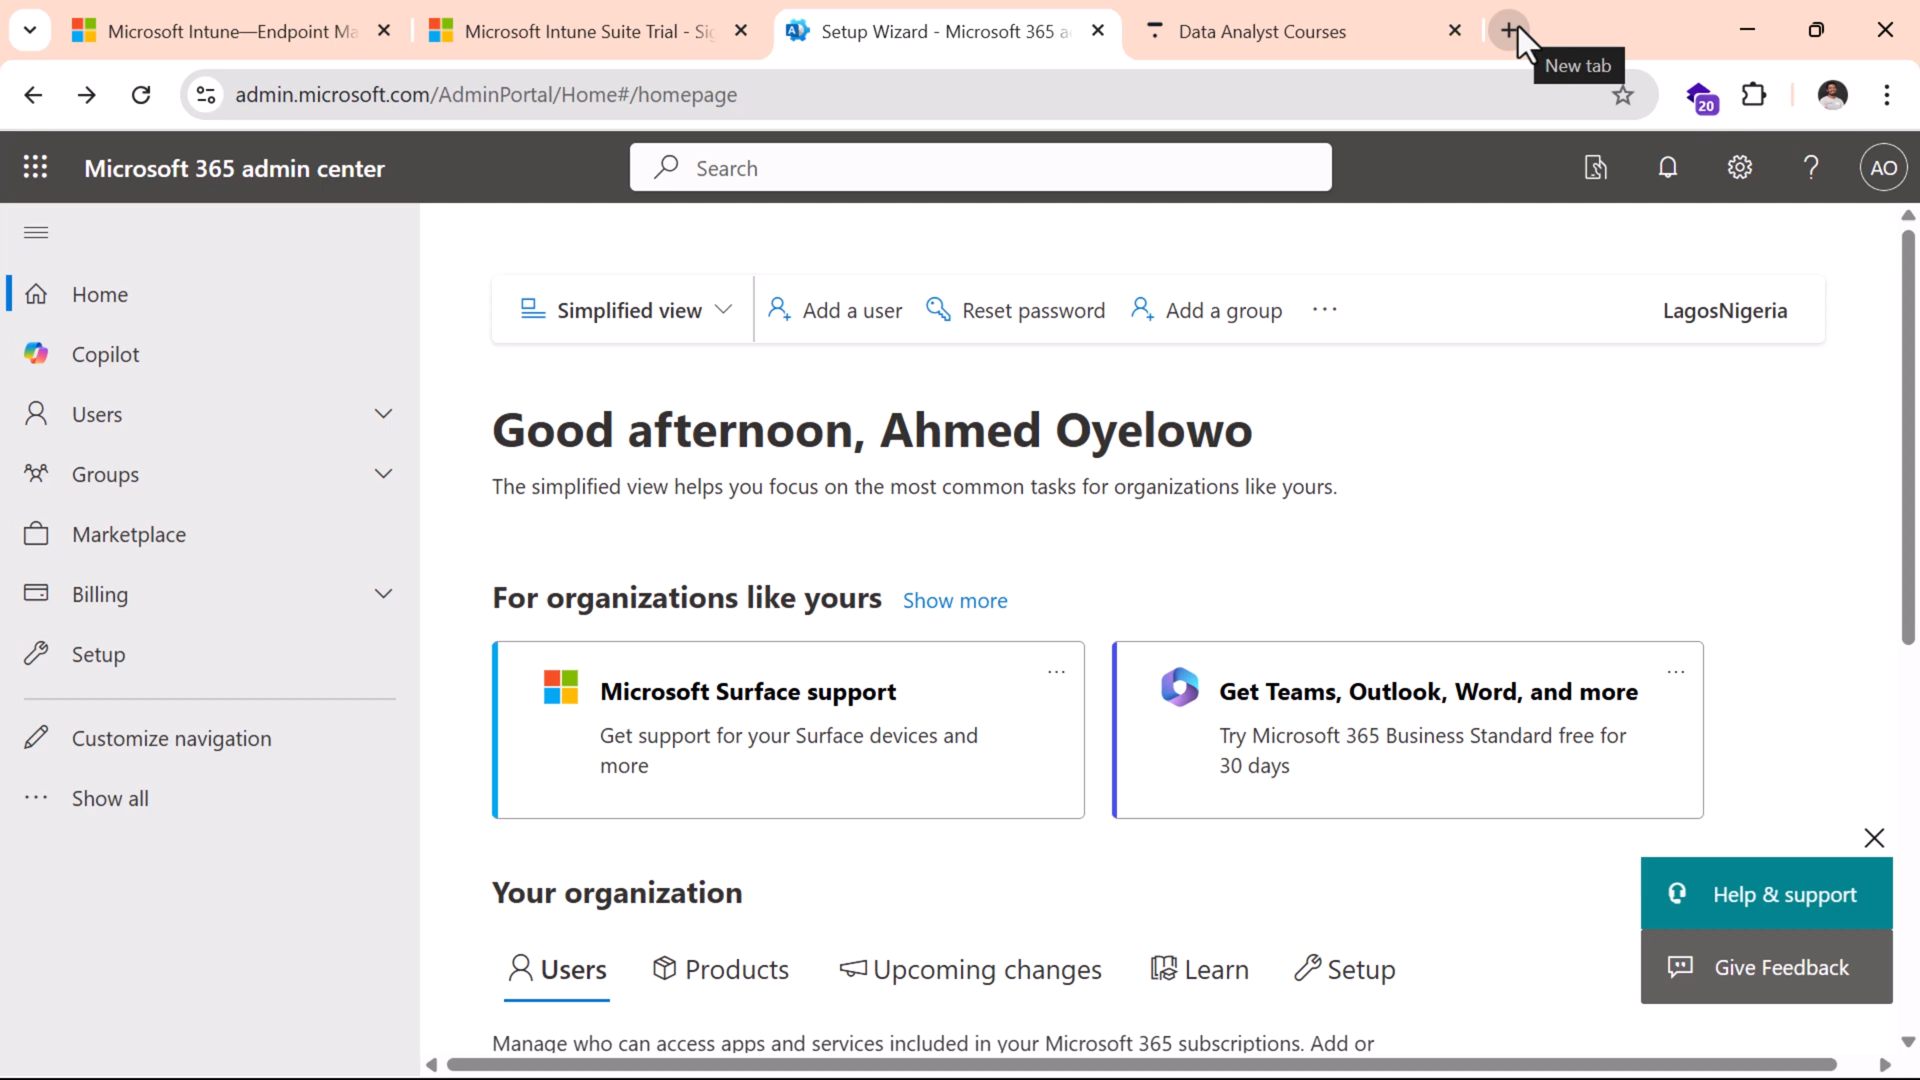 Microsoft Intune—Endpoint Ma
Microsoft Intune Suite Trial - Sig
Setup Wizard - Microsoft 365 a
Data Analyst Courses
New tab
admin.microsoft.com/AdminPortal/Home#/homepage
20
Microsoft 365 admin center
Search
AO
Home
Copilot
Users
Groups
Marketplace
Billing
Setup
Customize navigation
Show all
Simplified view
Add a user
Reset password
Add a group
LagosNigeria
Good afternoon, Ahmed Oyelowo
The simplified view helps you focus on the most common tasks for organizations like yours.
For organizations like yours
Show more
Microsoft Surface support
Get support for your Surface devices and
more
Get Teams, Outlook, Word, and more
Try Microsoft 365 Business Standard free for
30 days
Your organization
Users
Products
Upcoming changes
Learn
Setup
Manage who can access apps and services included in your Microsoft 365 subscriptions. Add or
Help & support
Give Feedback